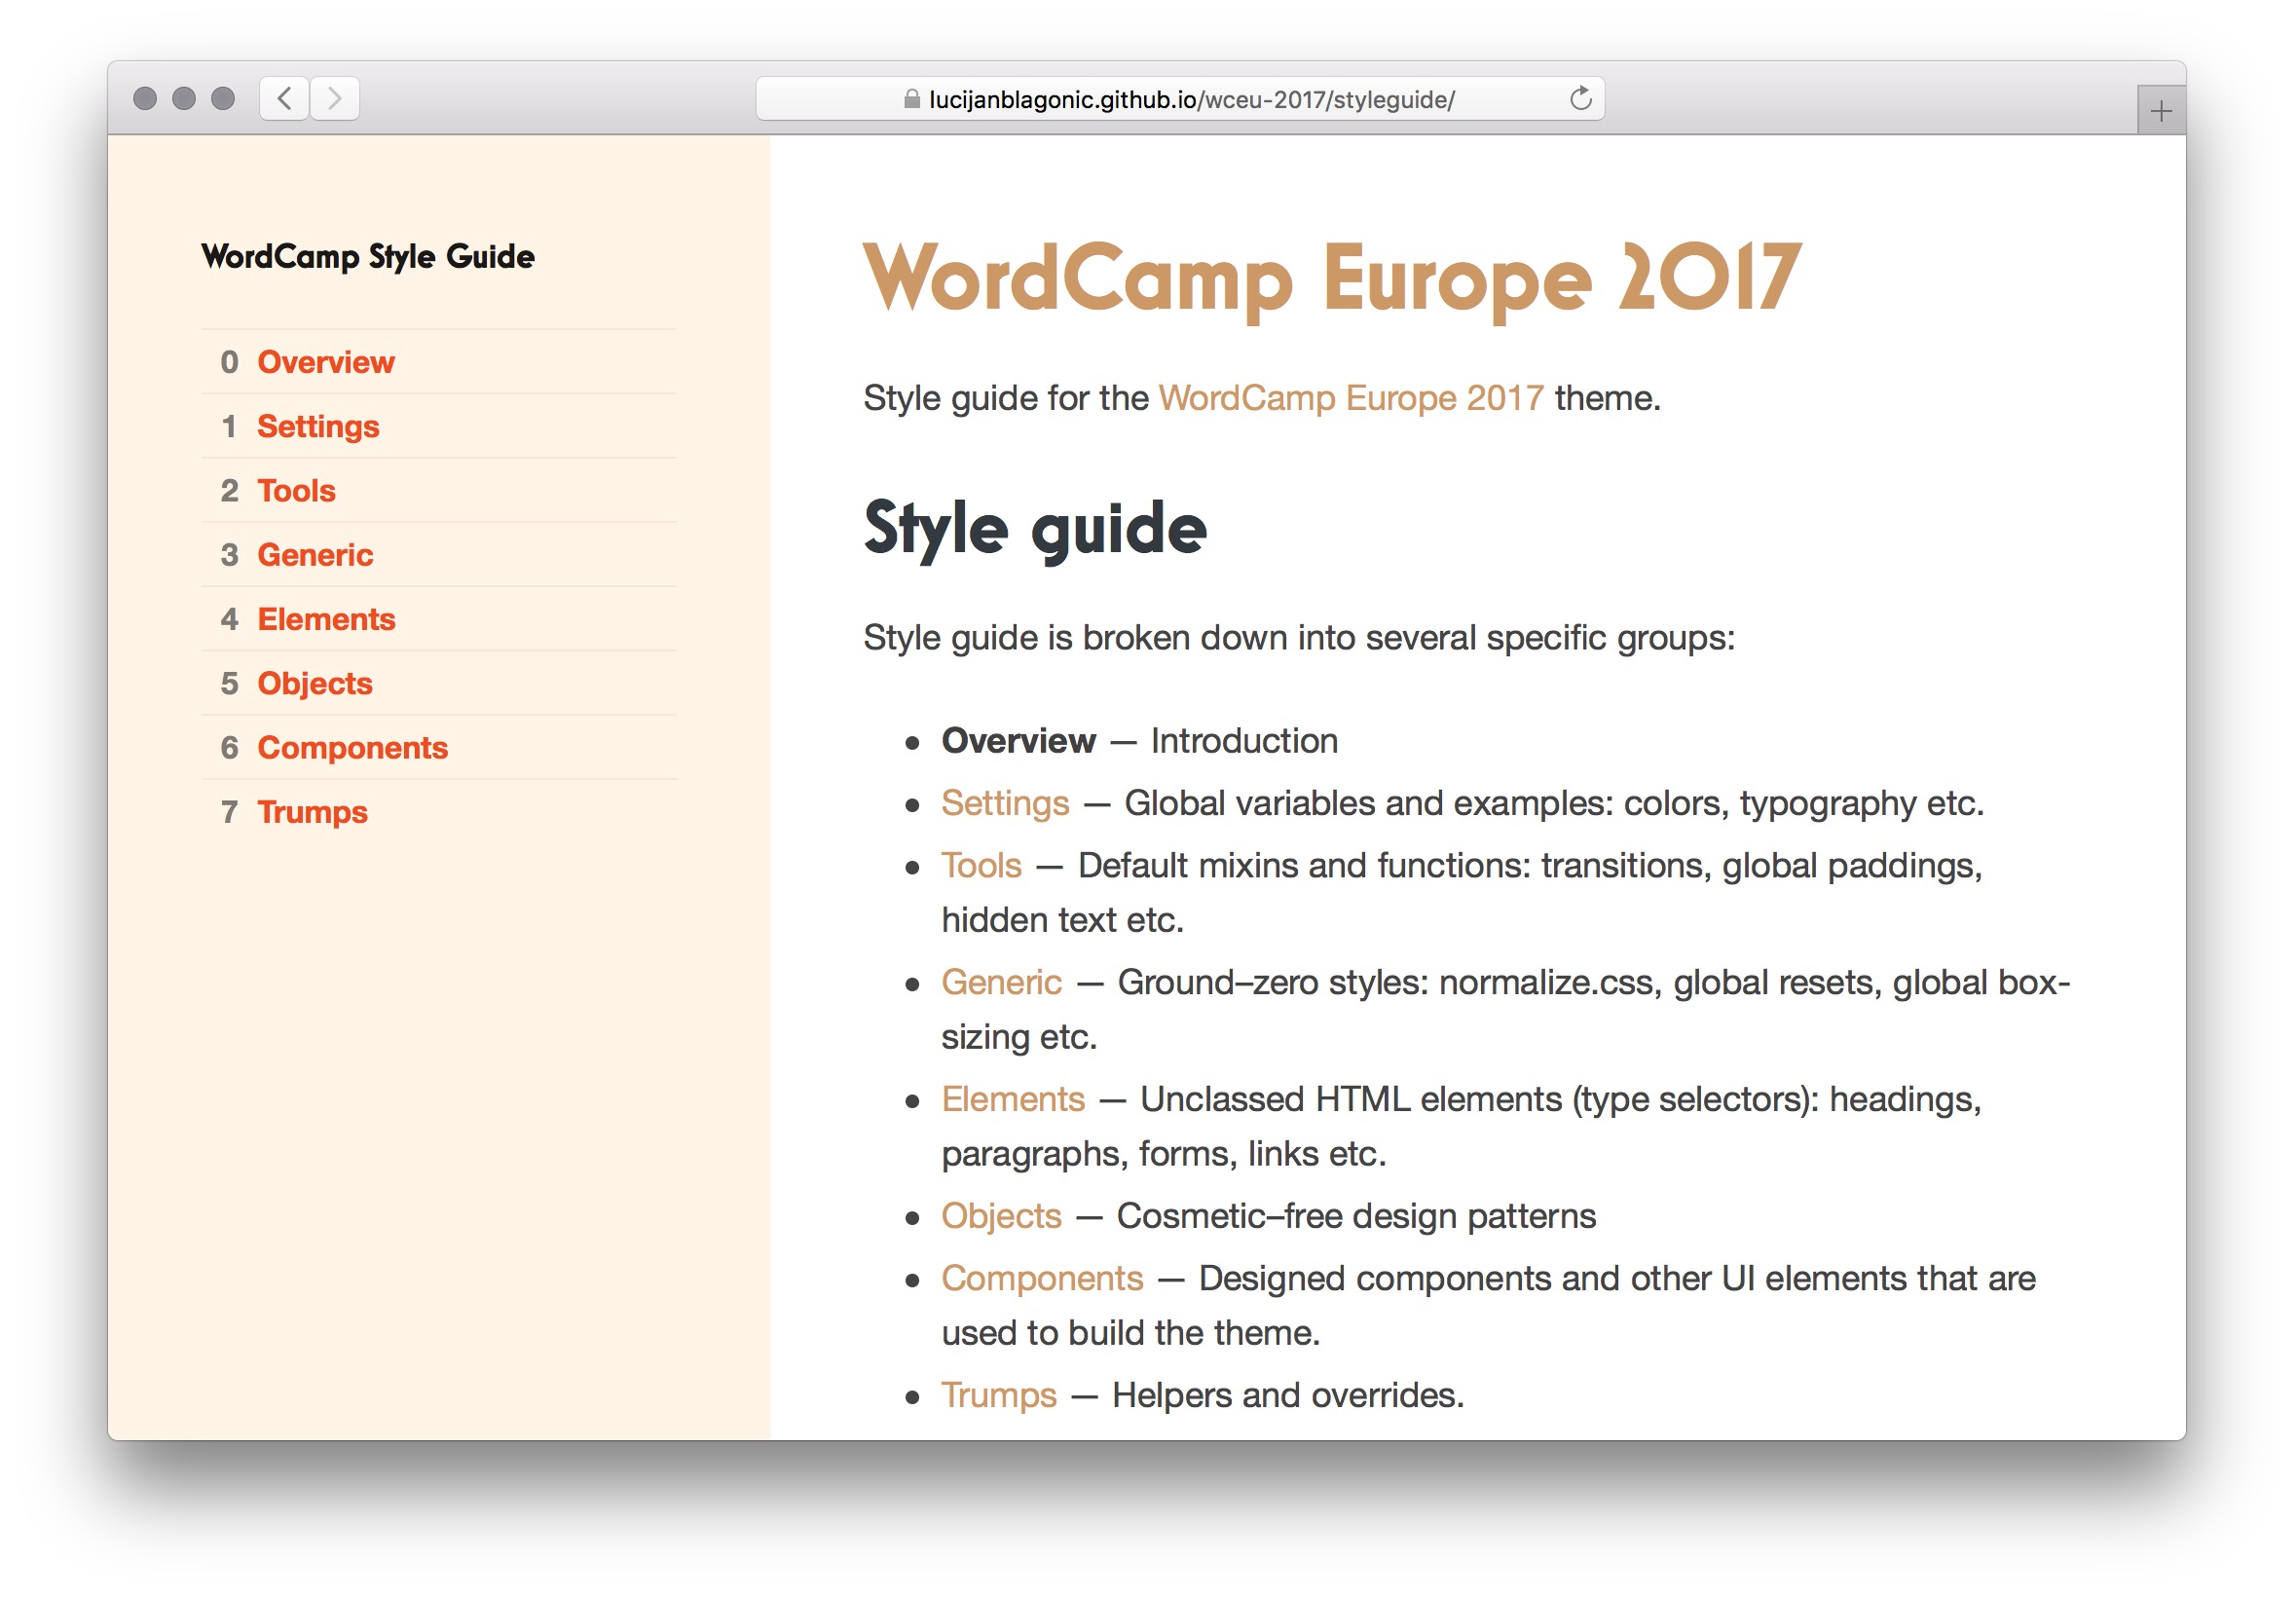 lucijanblagonic.github.io/wceu-2017/styleguide/
WordCamp Style Guide
0 Overview
1 Settings
2 Tools
3 Generic
4 Elements
5 Objects
6 Components
7 Trumps
WordCamp Europe 2017
Style guide for the WordCamp Europe 2017 theme.
Style guide
Style guide is broken down into several specific groups:
• Overview — Introduction
• Settings — Global variables and examples: colors, typography etc.
• Tools — Default mixins and functions: transitions, global paddings,
hidden text etc.
• Generic — Ground–zero styles: normalize.css, global resets, global box-
sizing etc.
• Elements — Unclassed HTML elements (type selectors): headings,
paragraphs, forms, links etc.
• Objects — Cosmetic–free design patterns
• Components — Designed components and other UI elements that are
used to build the theme.
• Trumps — Helpers and overrides.